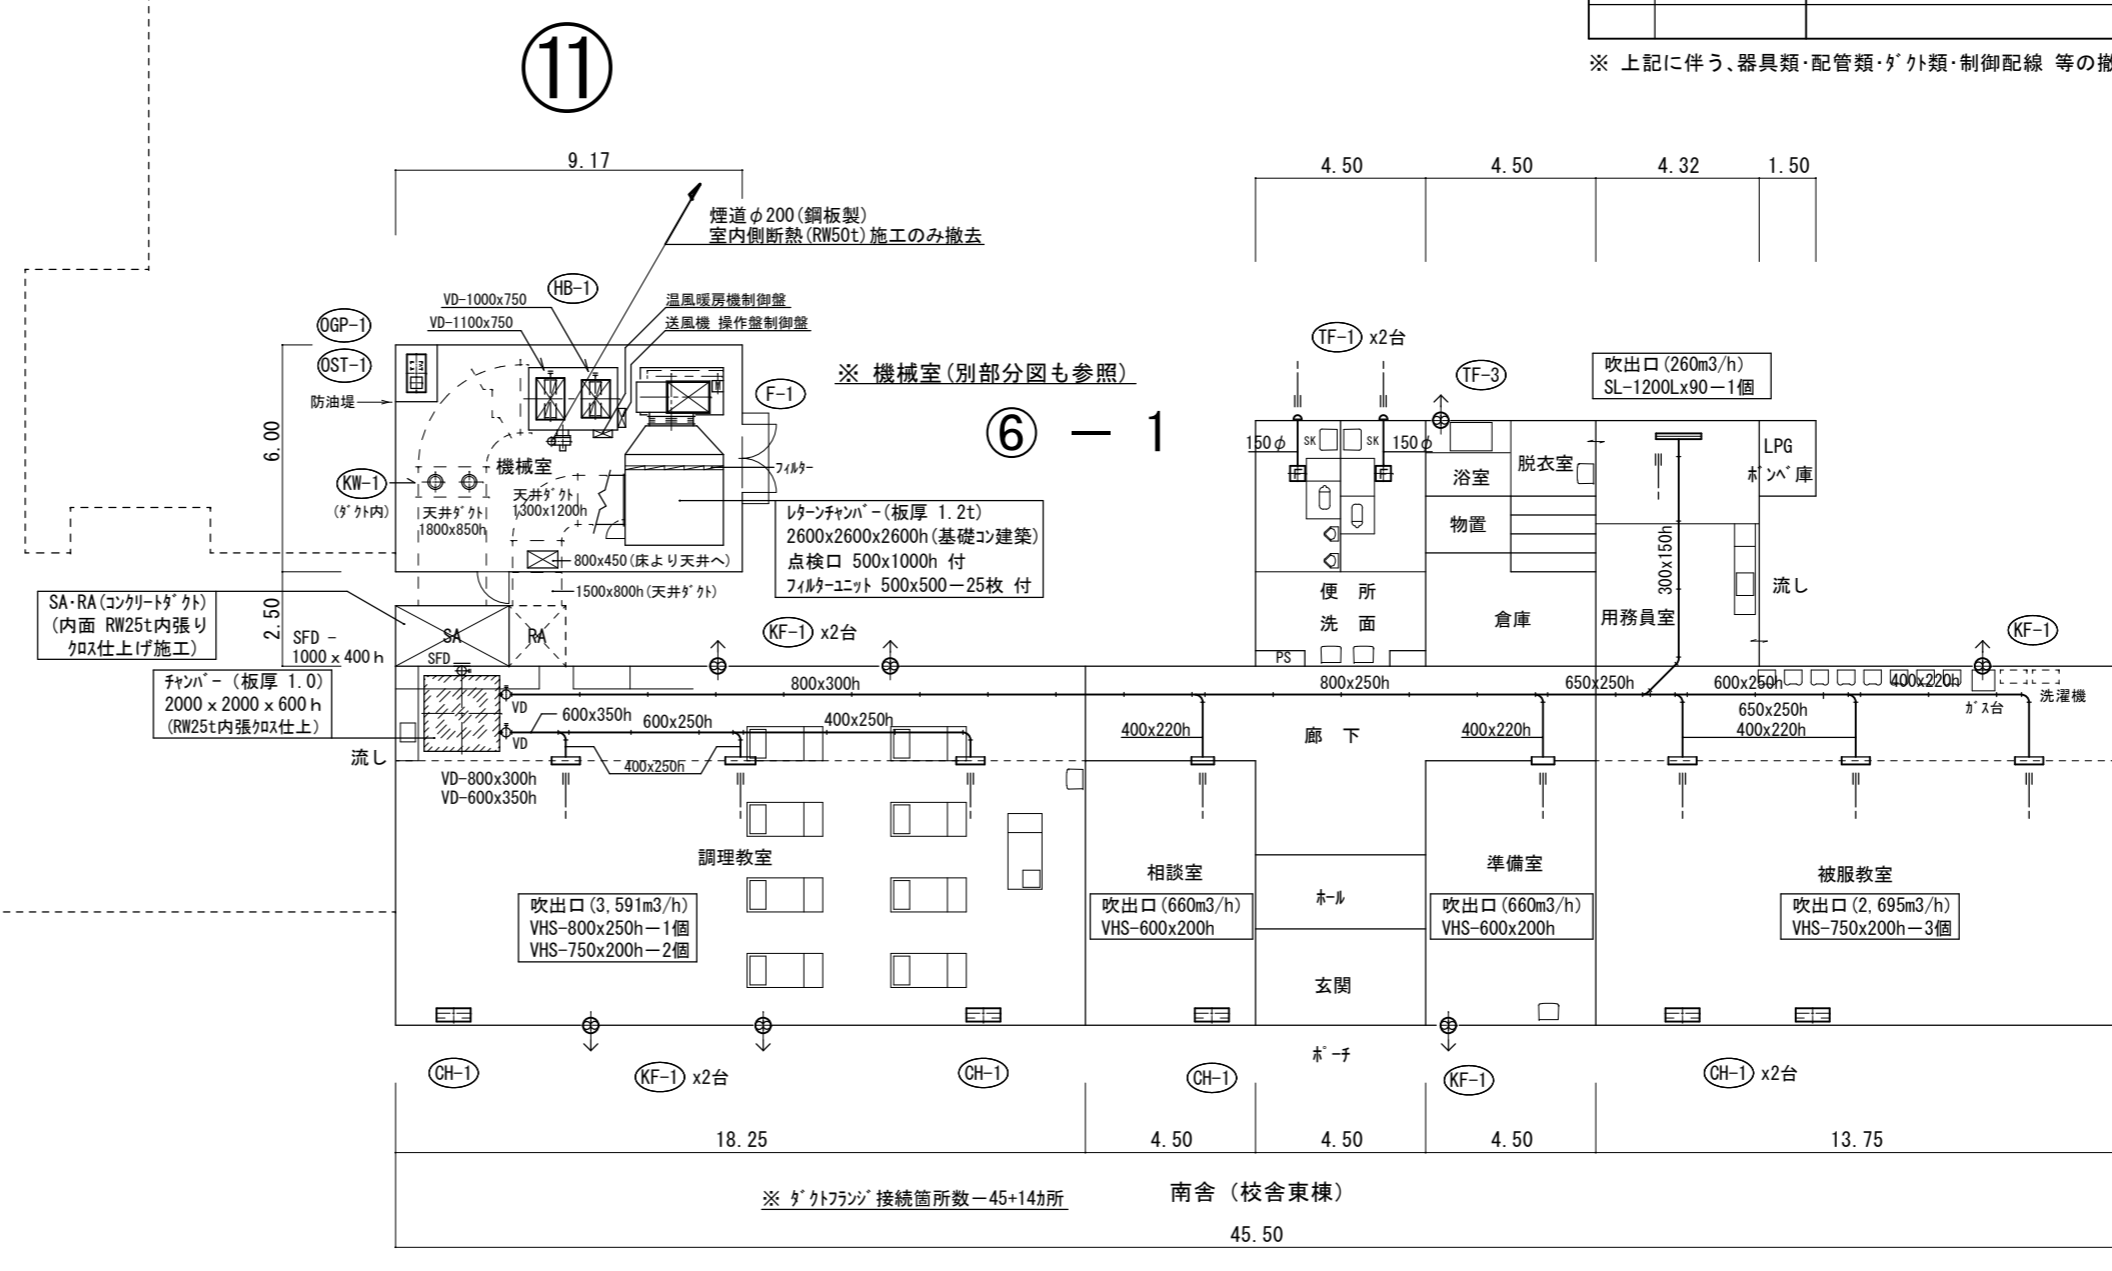 ⑪
※ 上記に伴う､器具類･配管類･ﾀﾞｸﾄ類･制御配線 等の撤
9.17
4.50
4.50
4.32
1.50
煙道φ200(鋼板製)
室内側断熱(RW50t)施工のみ撤去
HB-1
VD-1000x750
VD-1100x750
温風暖房機制御盤
送風機 操作盤制御盤
OGP-1
OST-1
防油堤
F-1
※ 機械室(別部分図も参照)
⑥ － 1
TF-1 x2台
TF-3
吹出口(260m3/h)
SL-1200Lx90－1個
6.00
150φ
SK
SK
150φ
浴室
脱衣室
LPG
ﾎﾞﾝﾍﾞ庫
機械室
ﾌｨﾙﾀｰ
KW-1
(ﾀﾞｸﾄ内)
天井ﾀﾞｸﾄ
1800x850h
天井ﾀﾞｸﾄ
1300x1200h
ﾚﾀｰﾝﾁｬﾝﾊﾞｰ(板厚 1.2t)
2600x2600x2600h(基礎ｺﾝ建築)
点検口 500x1000h 付
ﾌｨﾙﾀｰﾕﾆｯﾄ 500x500－25枚 付
物置
300x150h
800x450(床より天井へ)
1500x800h(天井ﾀﾞｸﾄ)
便 所
洗 面
倉庫
用務員室
流し
SA･RA(ｺﾝｸﾘｰﾄﾀﾞｸﾄ)
(内面 RW25t内張り
ｸﾛｽ仕上げ施工)
2.50
SFD -
1000 x 400 h
SA
RA
SFD
KF-1 x2台
PS
KF-1
ﾁｬﾝﾊﾞｰ (板厚 1.0)
2000 x 2000 x 600 h
(RW25t内張ｸﾛｽ仕上)
VD
VD
800x300h
800x250h
650x250h
600x250h
400x220h
洗濯機
ｶﾞｽ台
600x350h
600x250h
400x250h
400x220h
廊 下
400x220h
650x250h
400x220h
流し
400x250h
VD-800x300h
VD-600x350h
調理教室
吹出口(3,591m3/h)
VHS-800x250h－1個
VHS-750x200h－2個
相談室
吹出口(660m3/h)
VHS-600x200h
ﾎｰﾙ
準備室
吹出口(660m3/h)
VHS-600x200h
被服教室
吹出口(2,695m3/h)
VHS-750x200h－3個
玄関
ﾎﾟｰﾁ
CH-1
KF-1 x2台
CH-1
CH-1
KF-1
CH-1 x2台
18.25
4.50
4.50
4.50
13.75
※ ﾀﾞｸﾄﾌﾗﾝｼﾞ接続箇所数－45+14ｶ所
南舎 (校舎東棟)
45.50